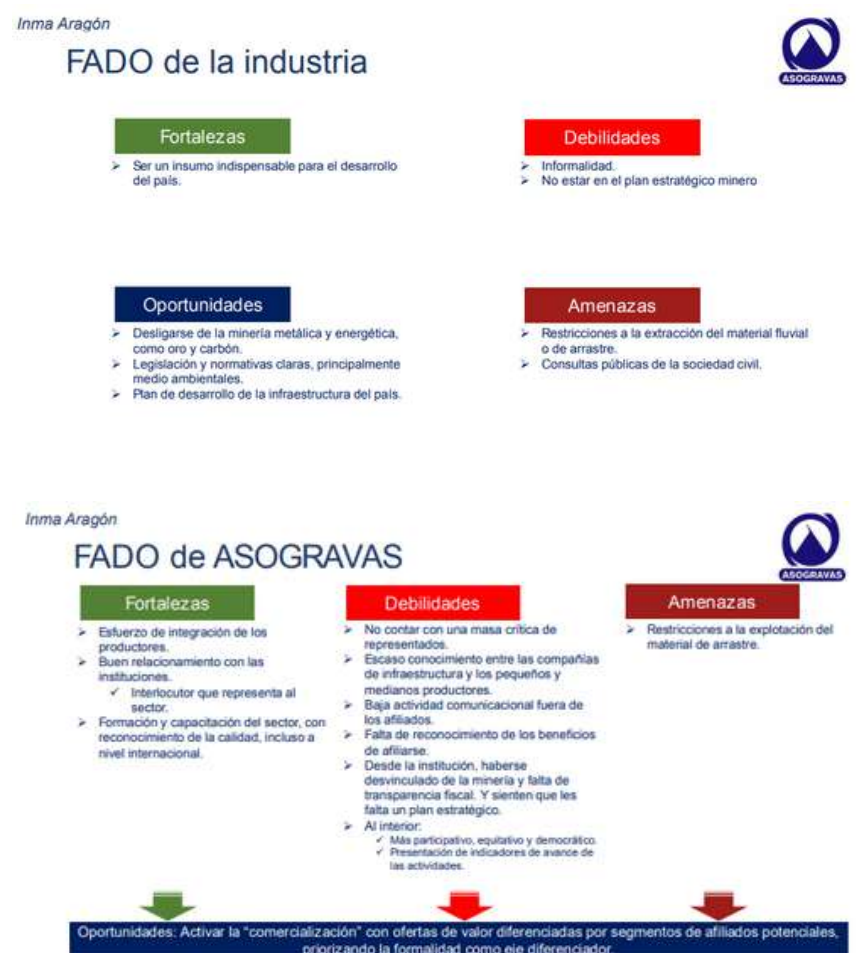 Inma Aragón
FADO de la industria
ASOGRAVAS
Fortalezas
➢ Ser un insumo indispensable para el desarrollo
del país.
Debilidades
➢ Informalidad.
➢ No estar en el plan estratégico minero
Oportunidades
➢ Desligarse de la minería metálica y energética,
como oro y carbón.
➢ Legislación y normativas claras, principalmente
medio ambientales.
➢ Plan de desarrollo de la infraestructura del país.
Amenazas
➢ Restricciones a la extracción del material fluvial
o de arrastre.
➢ Consultas públicas de la sociedad civil.
Inma Aragón
FADO de ASOGRAVAS
ASOGRAVAS
Fortalezas
➢ Esfuerzo de integración de los
productores.
➢ Buen relacionamiento con las
instituciones.
✓ Interlocutor que representa al
sector.
➢ Formación y capacitación del sector, con
reconocimiento de la calidad, incluso a
nivel internacional.
Debilidades
➢ No contar con una masa crítica de
representados.
➢ Escaso conocimiento entre las compañías
de infraestructura y los pequeños y
medianos productores.
➢ Baja actividad comunicacional fuera de
los afiliados.
➢ Falta de reconocimiento de los beneficios
de afiliarse.
➢ Desde la institución, haberse
desvinculado de la minería y falta de
transparencia fiscal. Y sienten que les
falta un plan estratégico.
➢ Al interior:
✓ Más participativo, equitativo y democrático.
✓ Presentación de indicadores de avance de
las actividades.
Amenazas
➢ Restricciones a la explotación del
material de arrastre.
Oportunidades: Activar la “comercialización” con ofertas de valor diferenciadas por segmentos de afiliados potenciales,
priorizando la formalidad como eje diferenciador.